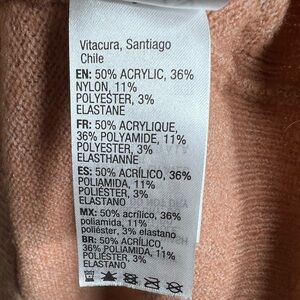 Vitacura, Santiago
Chile
EN: 50% ACRYLIC, 36%
NYLON, 11%
POLYESTER, 3%
ELASTANE
FR: 50% ACRYLIQUE,
36% POLYAMIDE, 11%
POLYESTER, 3%
ELASTHANNE
ES: 50% ACRÍLICO, 36%
POLIAMIDA, 11%
POLIÉSTER, 3%
ELASTANO
MX: 50% acrílico, 36%
poliamida, 11%
poliéster, 3% elastano
BR: 50% ACRÍLICO,
36% POLIAMIDA, 11%
POLIÉSTER, 3%
ELASTANO